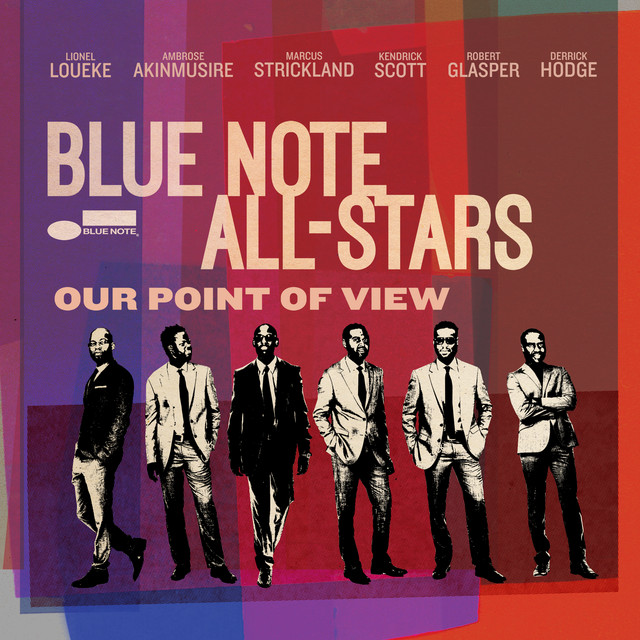 LIONEL AMBROSE MARCUS KENDRICK ROBERT DERRICK
LOUEKE AKINMUSIRE STRICKLAND SCOTT GLASPER HODGE
BLUE NOTE
ALL-STARS
BLUE NOTE®
OUR POINT OF VIEW